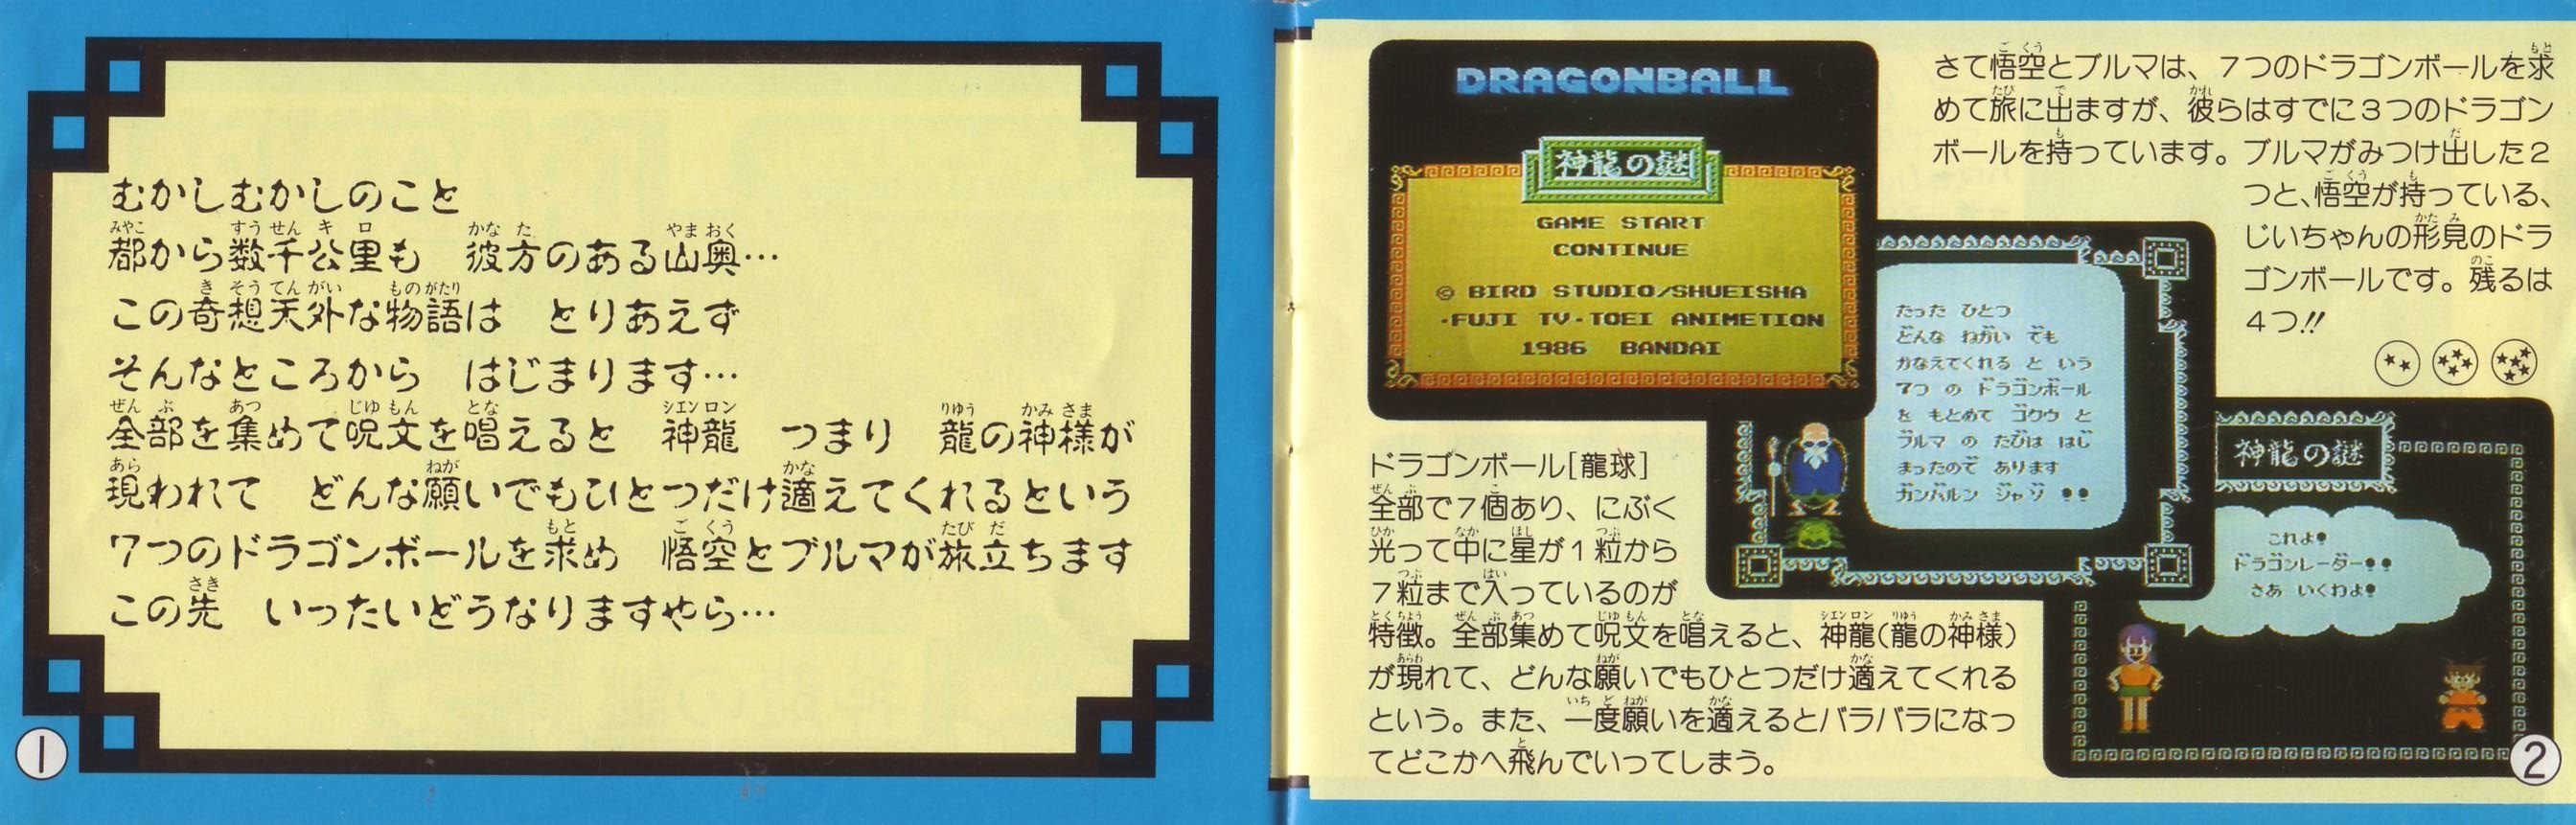 むかしむかしのこと
都から数千公里も　彼方のある山奥…
この奇想天外な物語は　とりあえず
そんなところから　はじまります…
全部を集めて呪文を唱えると　神龍　つまり　龍の神様が
現われて　どんな願いでもひとつだけ適えてくれるという
7つのドラゴンボールを求め　悟空とブルマが旅立ちます
この先　いったいどうなりますやら…
1
DRAGONBALL
神龍の謎
GAME START
CONTINUE
© BIRD STUDIO/SHUEISHA
・FUJI TV・TOEI ANIMETION
1986 BANDAI
さて悟空とブルマは、7つのドラゴンボールを求
めて旅に出ますが、彼らはすでに3つのドラゴン
ボールを持っています。ブルマがみつけ出した2
つと、悟空が持っている、
じいちゃんの形見のドラ
ゴンボールです。残るは
4つ!!
たった ひとつ
どんな ねがい でも
かなえてくれる と いう
7つ の ドラゴンボール
を もとめて ゴクウ と
ブルマ の たびは はじ
まったので あります
ガンバルン ジャゾ !!
ドラゴンボール[龍球]
全部で7個あり、にぶく
光って中に星が1粒から
7粒まで入っているのが
特徴。全部集めて呪文を唱えると、神龍(龍の神様)
が現れて、どんな願いでもひとつだけ適えてくれる
という。また、一度願いを適えるとバラバラになっ
てどこかへ飛んでいってしまう。
神龍の謎
これよ!
ドラゴンレーダー!!
さあ いくわよ!
2